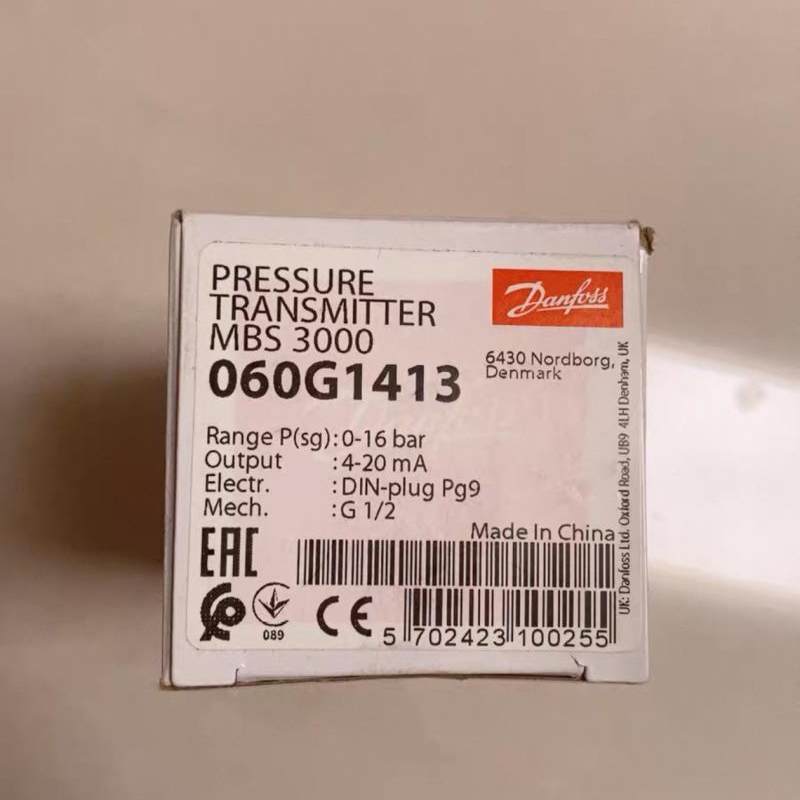 PRESSURE
TRANSMITTER
MBS 3000
060G1413
Danfoss
6430 Nordborg,
Denmark
Range P(sg):0-16 bar
Output :4-20 mA
Electr. :DIN-plug Pg9
Mech. :G 1/2
Made In China
EAC
089
CE
5 702423 100255
UK: Danfoss Ltd. Oxford Road, UB9 4LH Denham, UK